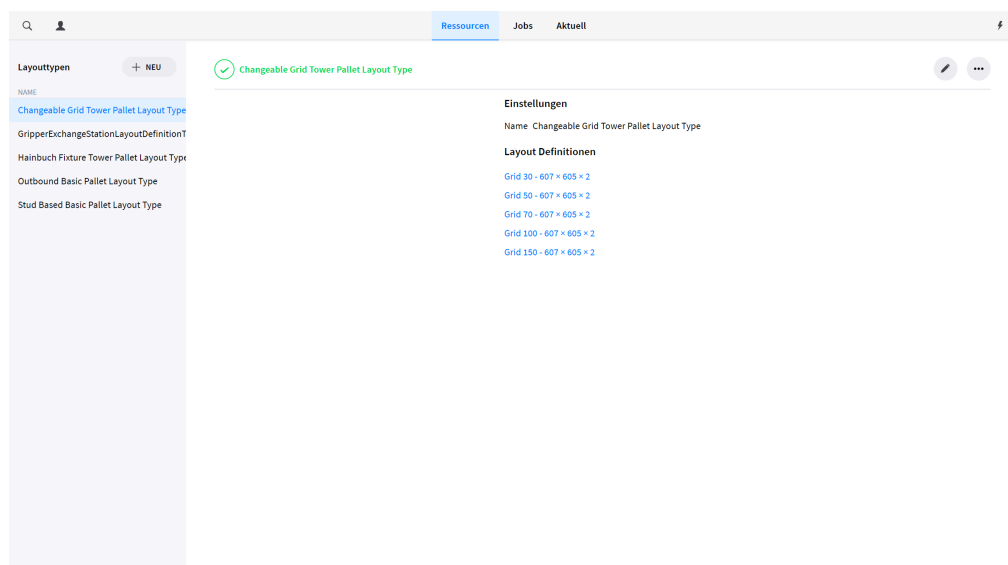 Ressourcen Jobs Aktuell
Layouttypen
NEU
NAME
Changeable Grid Tower Pallet Layout Type
GripperExchangeStationLayoutDefinitionT
Hainbuch Fixture Tower Pallet Layout Type
Outbound Basic Pallet Layout Type
Stud Based Basic Pallet Layout Type
Changeable Grid Tower Pallet Layout Type
Einstellungen
Name Changeable Grid Tower Pallet Layout Type
Layout Definitionen
Grid 30 - 607 × 605 × 2
Grid 50 - 607 × 605 × 2
Grid 70 - 607 × 605 × 2
Grid 100 - 607 × 605 × 2
Grid 150 - 607 × 605 × 2